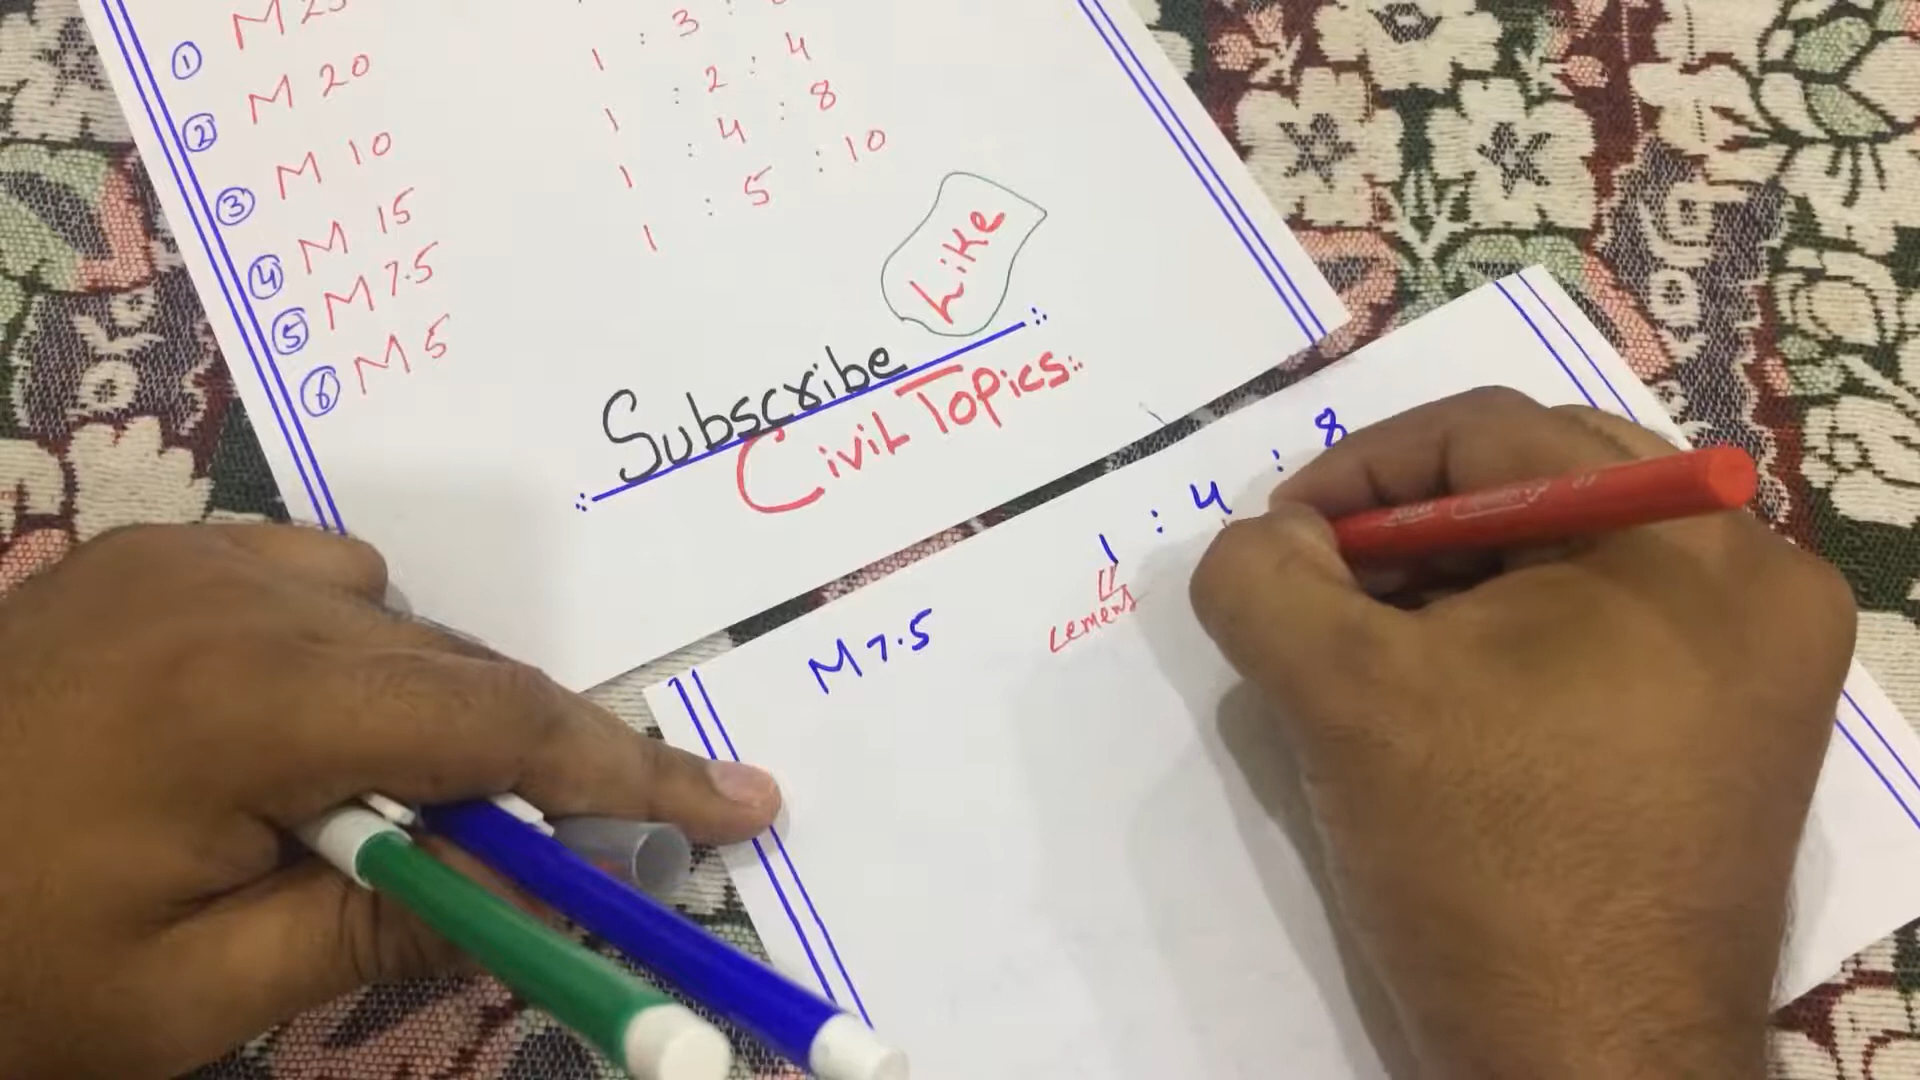 ① M 25
② M 20
③ M 10 1 : 3 :
④ M 15 1 : 2 : 4
⑤ M 7.5 1 : 4 : 8
⑥ M 5 1 : 5 : 10
Like
Subscribe
Civil Topics
M 7.5 1 : 4 : 8
cement